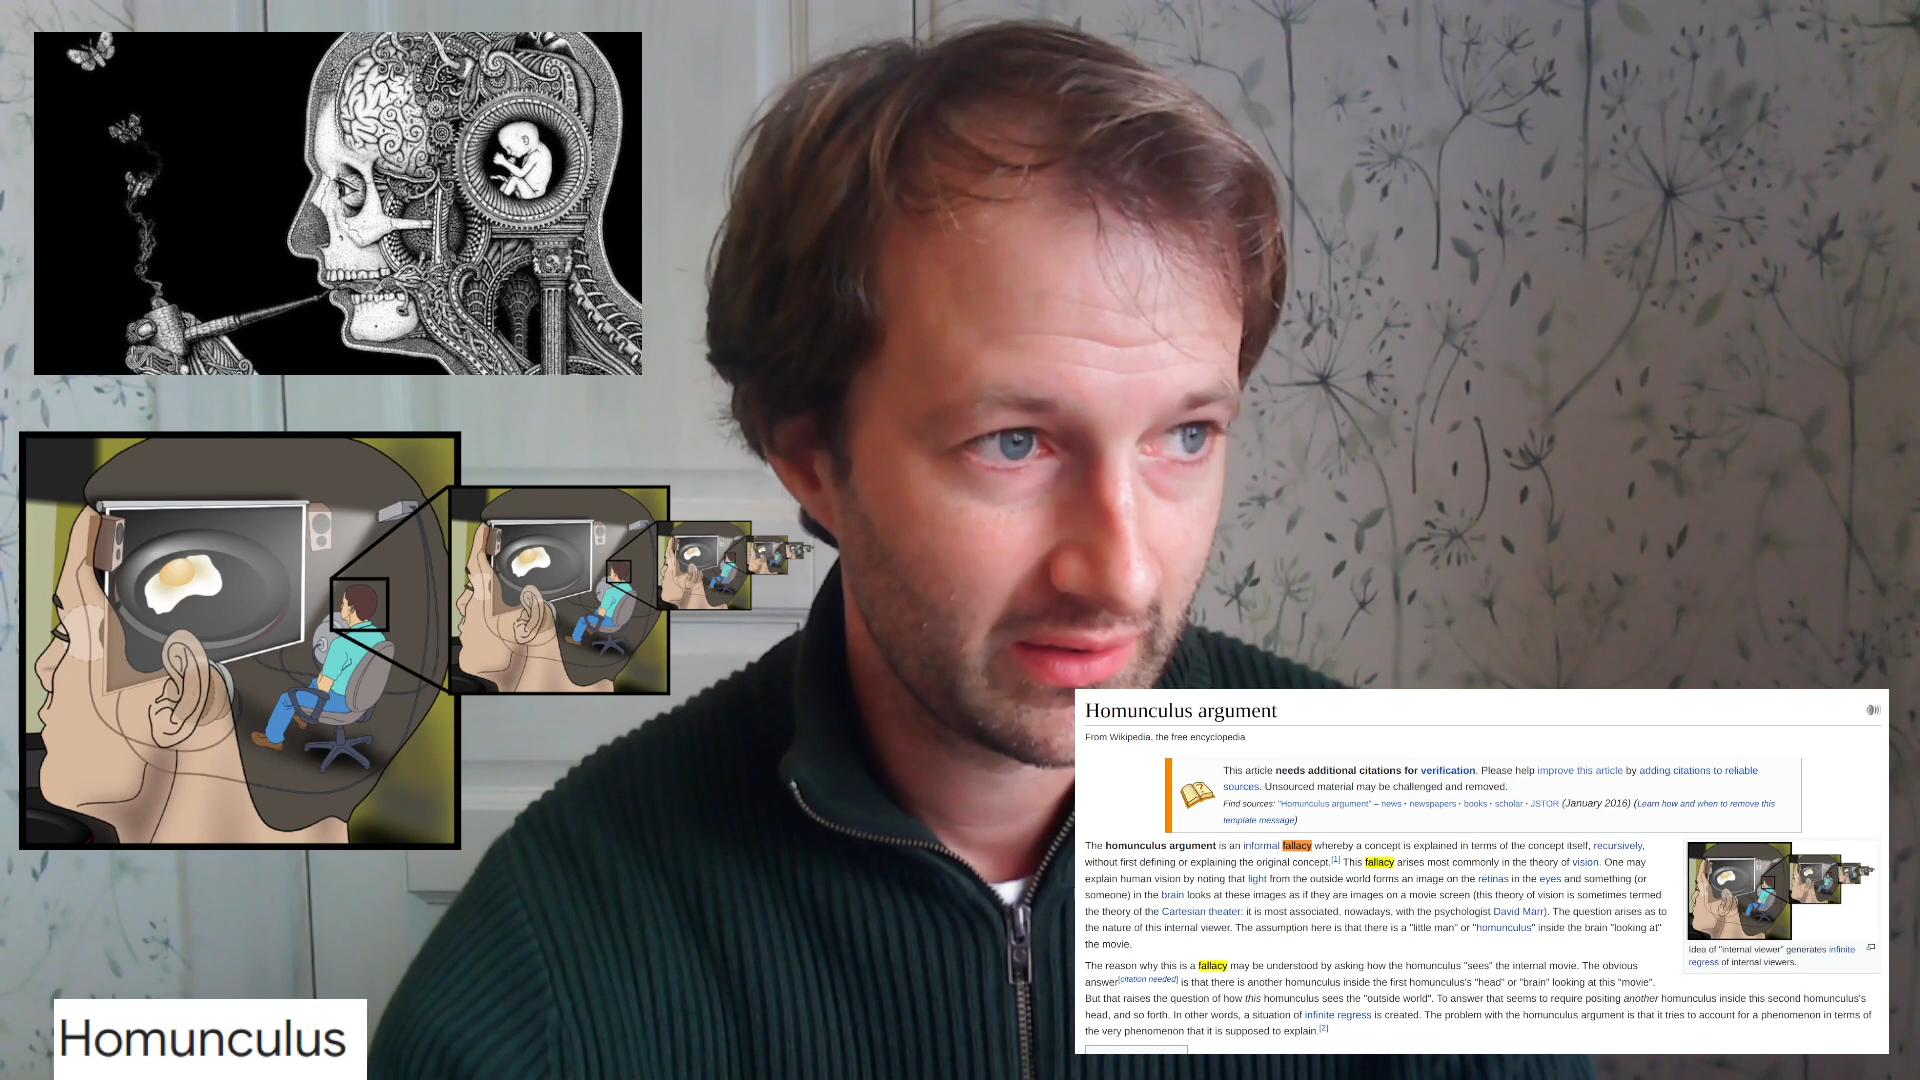 Homunculus argument
From Wikipedia, the free encyclopedia
This article needs additional citations for verification. Please help improve this article by adding citations to reliable
sources. Unsourced material may be challenged and removed.
Find sources: "Homunculus argument" – news · newspapers · books · scholar · JSTOR (January 2016) (Learn how and when to remove this
template message)
The homunculus argument is an informal fallacy whereby a concept is explained in terms of the concept itself, recursively,
without first defining or explaining the original concept.[1] This fallacy arises most commonly in the theory of vision. One may
explain human vision by noting that light from the outside world forms an image on the retinas in the eyes and something (or
someone) in the brain looks at these images as if they are images on a movie screen (this theory of vision is sometimes termed
the theory of the Cartesian theater: it is most associated, nowadays, with the psychologist David Marr). The question arises as to
the nature of this internal viewer. The assumption here is that there is a "little man" or "homunculus" inside the brain "looking at"
the movie.
Idea of "internal viewer" generates infinite
regress of internal viewers.
The reason why this is a fallacy may be understood by asking how the homunculus "sees" the internal movie. The obvious
answer[citation needed] is that there is another homunculus inside the first homunculus's "head" or "brain" looking at this "movie".
But that raises the question of how this homunculus sees the "outside world". To answer that seems to require positing another homunculus inside this second homunculus's
head, and so forth. In other words, a situation of infinite regress is created. The problem with the homunculus argument is that it tries to account for a phenomenon in terms of
the very phenomenon that it is supposed to explain.[2]
Homunculus